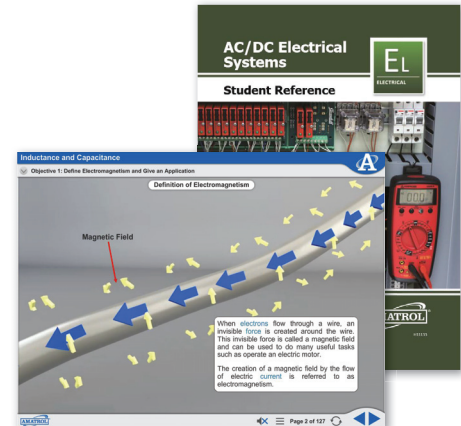 AC/DC Electrical
Systems
EL
ELECTRICAL
Student Reference
Inductance and Capacitance
A
Objective 1: Define Electromagnetism and Give an Application
Definition of Electromagnetism
Magnetic Field
When electrons flow through a wire, an
invisible force is created around the wire.
This invisible force is called a magnetic field
and can be used to do many useful tasks
such as operate an electric motor.
The creation of a magnetic field by the flow
of electric current is referred to as
electromagnetism.
AMATROL
Page 2 of 127